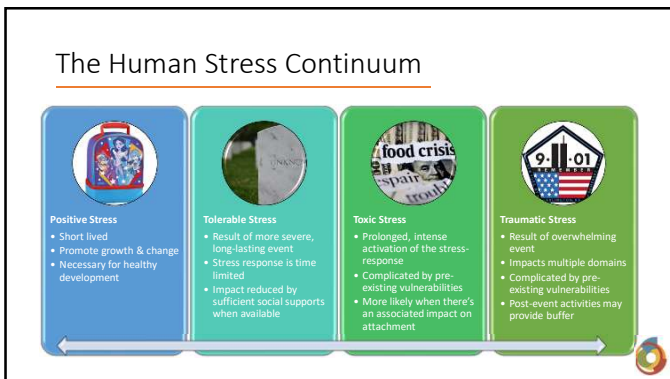 The Human Stress Continuum
Positive Stress
• Short lived
• Promote growth & change
• Necessary for healthy
development
Tolerable Stress
• Result of more severe,
long-lasting event
• Stress response is time
limited
• Impact reduced by
sufficient social supports
when available
food crisis
spair
troubl
Toxic Stress
• Prolonged, intense
activation of the stress-
response
• Complicated by pre-
existing vulnerabilities
• More likely when there's
an associated impact on
attachment
9·11·01
REMEMBER
Traumatic Stress
• Result of overwhelming
event
• Impacts multiple domains
• Complicated by pre-
existing vulnerabilities
• Post-event activities may
provide buffer